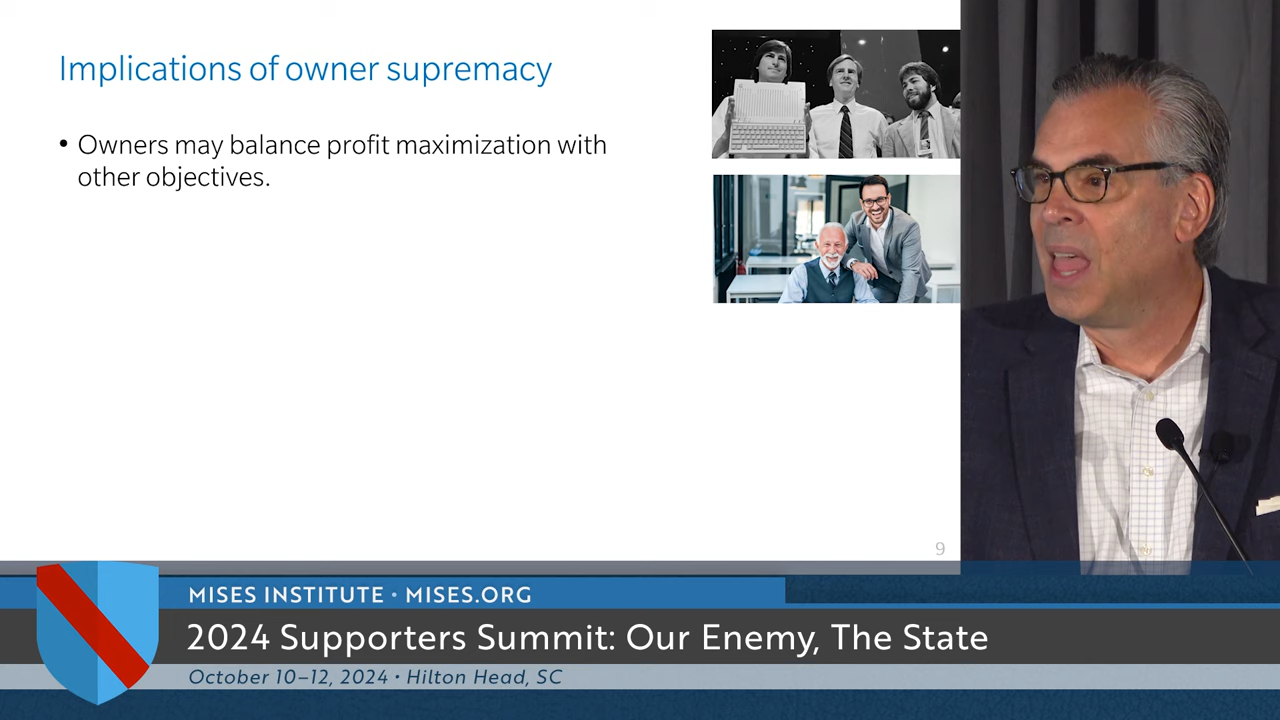 Implications of owner supremacy
• Owners may balance profit maximization with
other objectives.
9
MISES INSTITUTE • MISES.ORG
2024 Supporters Summit: Our Enemy, The State
October 10–12, 2024 • Hilton Head, SC